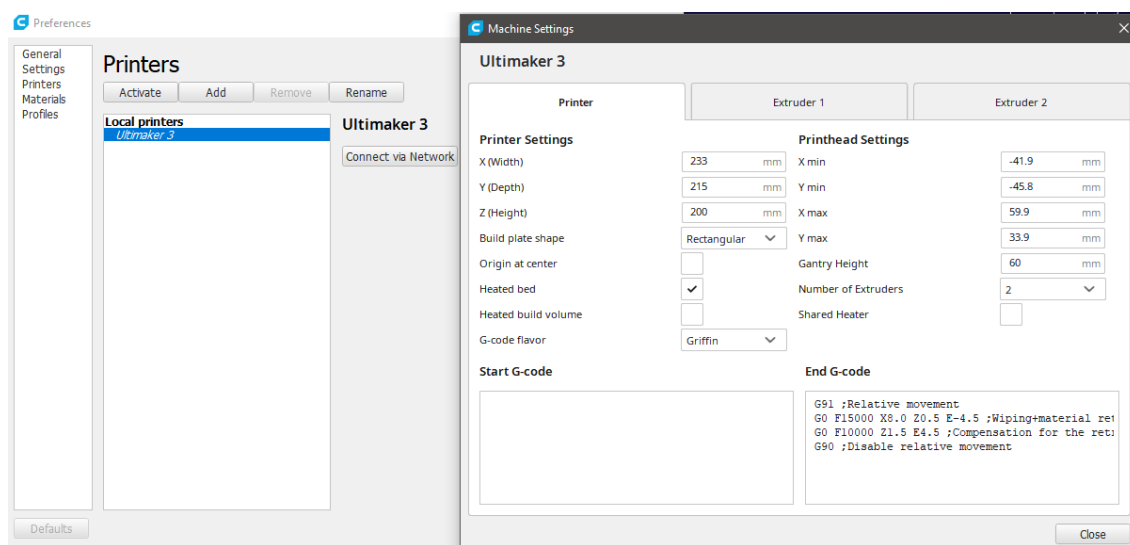 Preferences
General
Settings
Printers
Materials
Profiles
Defaults
Printers
Activate Add Remove Rename
Local printers
Ultimaker 3
Ultimaker 3
Connect via Network
Machine Settings
Ultimaker 3
Printer Extruder 1 Extruder 2
Printer Settings
X (Width) 233 mm
Y (Depth) 215 mm
Z (Height) 200 mm
Build plate shape Rectangular
Origin at center
Heated bed
Heated build volume
G-code flavor Griffin
Printhead Settings
X min -41.9 mm
Y min -45.8 mm
X max 59.9 mm
Y max 33.9 mm
Gantry Height 60 mm
Number of Extruders 2
Shared Heater
Start G-code
End G-code
G91 ;Relative movement
G0 F15000 X8.0 Z0.5 E-4.5 ;Wiping+material ret
G0 F10000 Z1.5 E4.5 ;Compensation for the
G90 ;Disable relative movement
Close